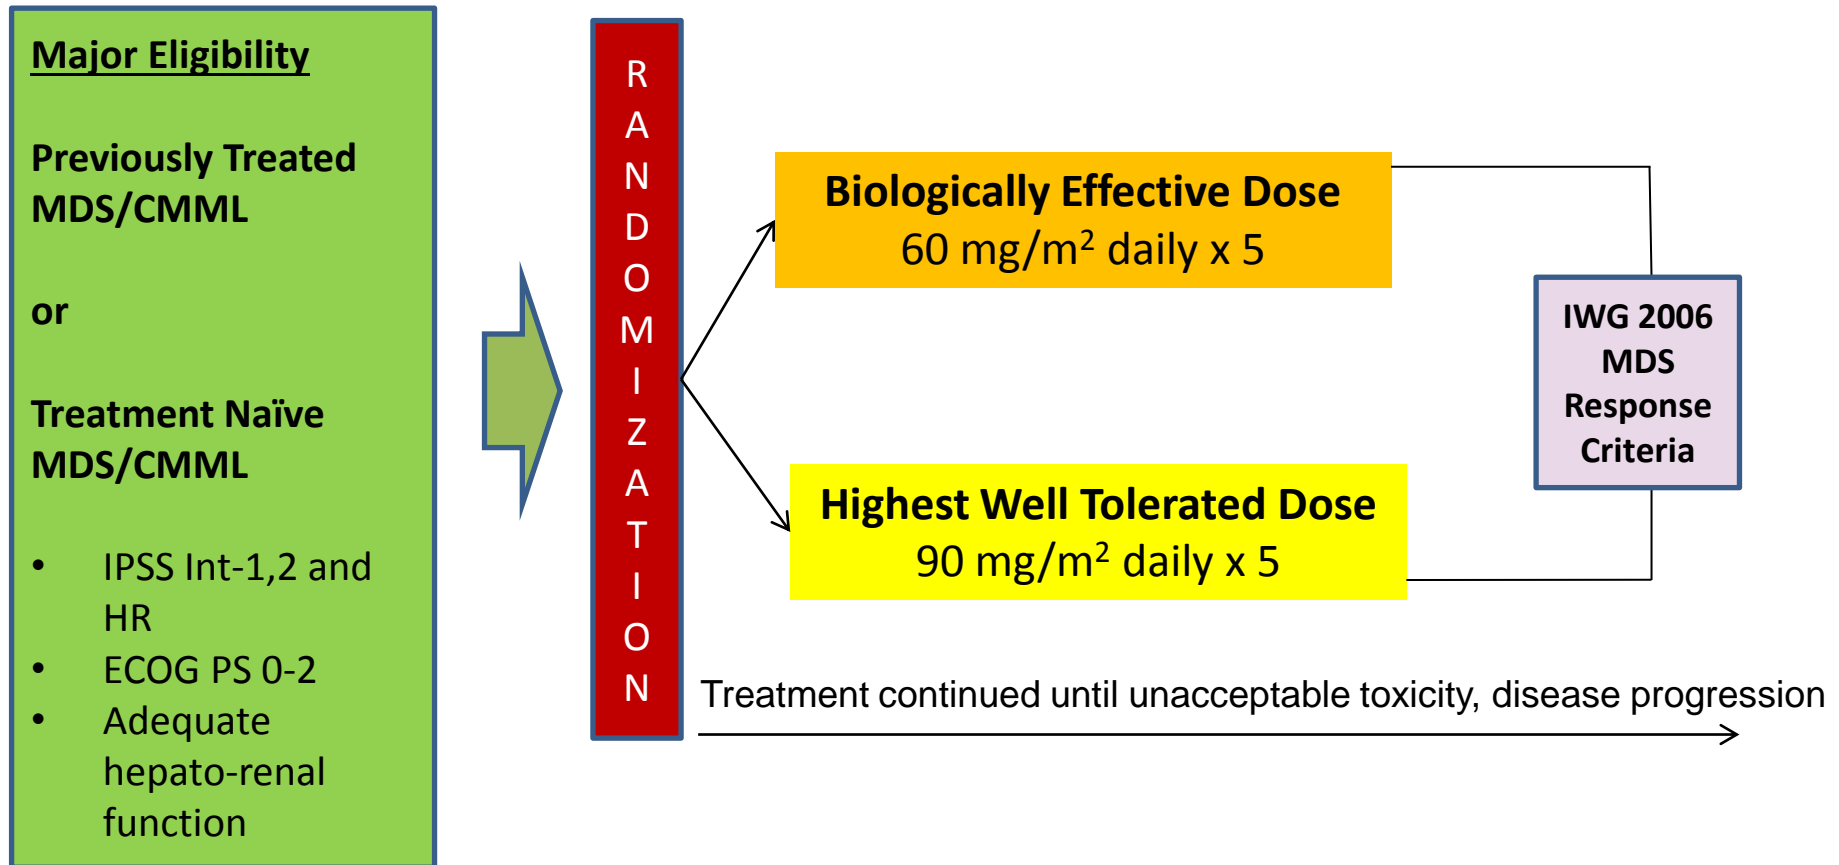 Major Eligibility
Previously Treated
MDS/CMML
or
Treatment Naïve
MDS/CMML
• IPSS Int-1,2 and
HR
• ECOG PS 0-2
• Adequate
hepato-renal
function
R
A
N
D
O
M
I
Z
A
T
I
O
N
Biologically Effective Dose
60 mg/m² daily x 5
Highest Well Tolerated Dose
90 mg/m² daily x 5
IWG 2006
MDS
Response
Criteria
Treatment continued until unacceptable toxicity, disease progression